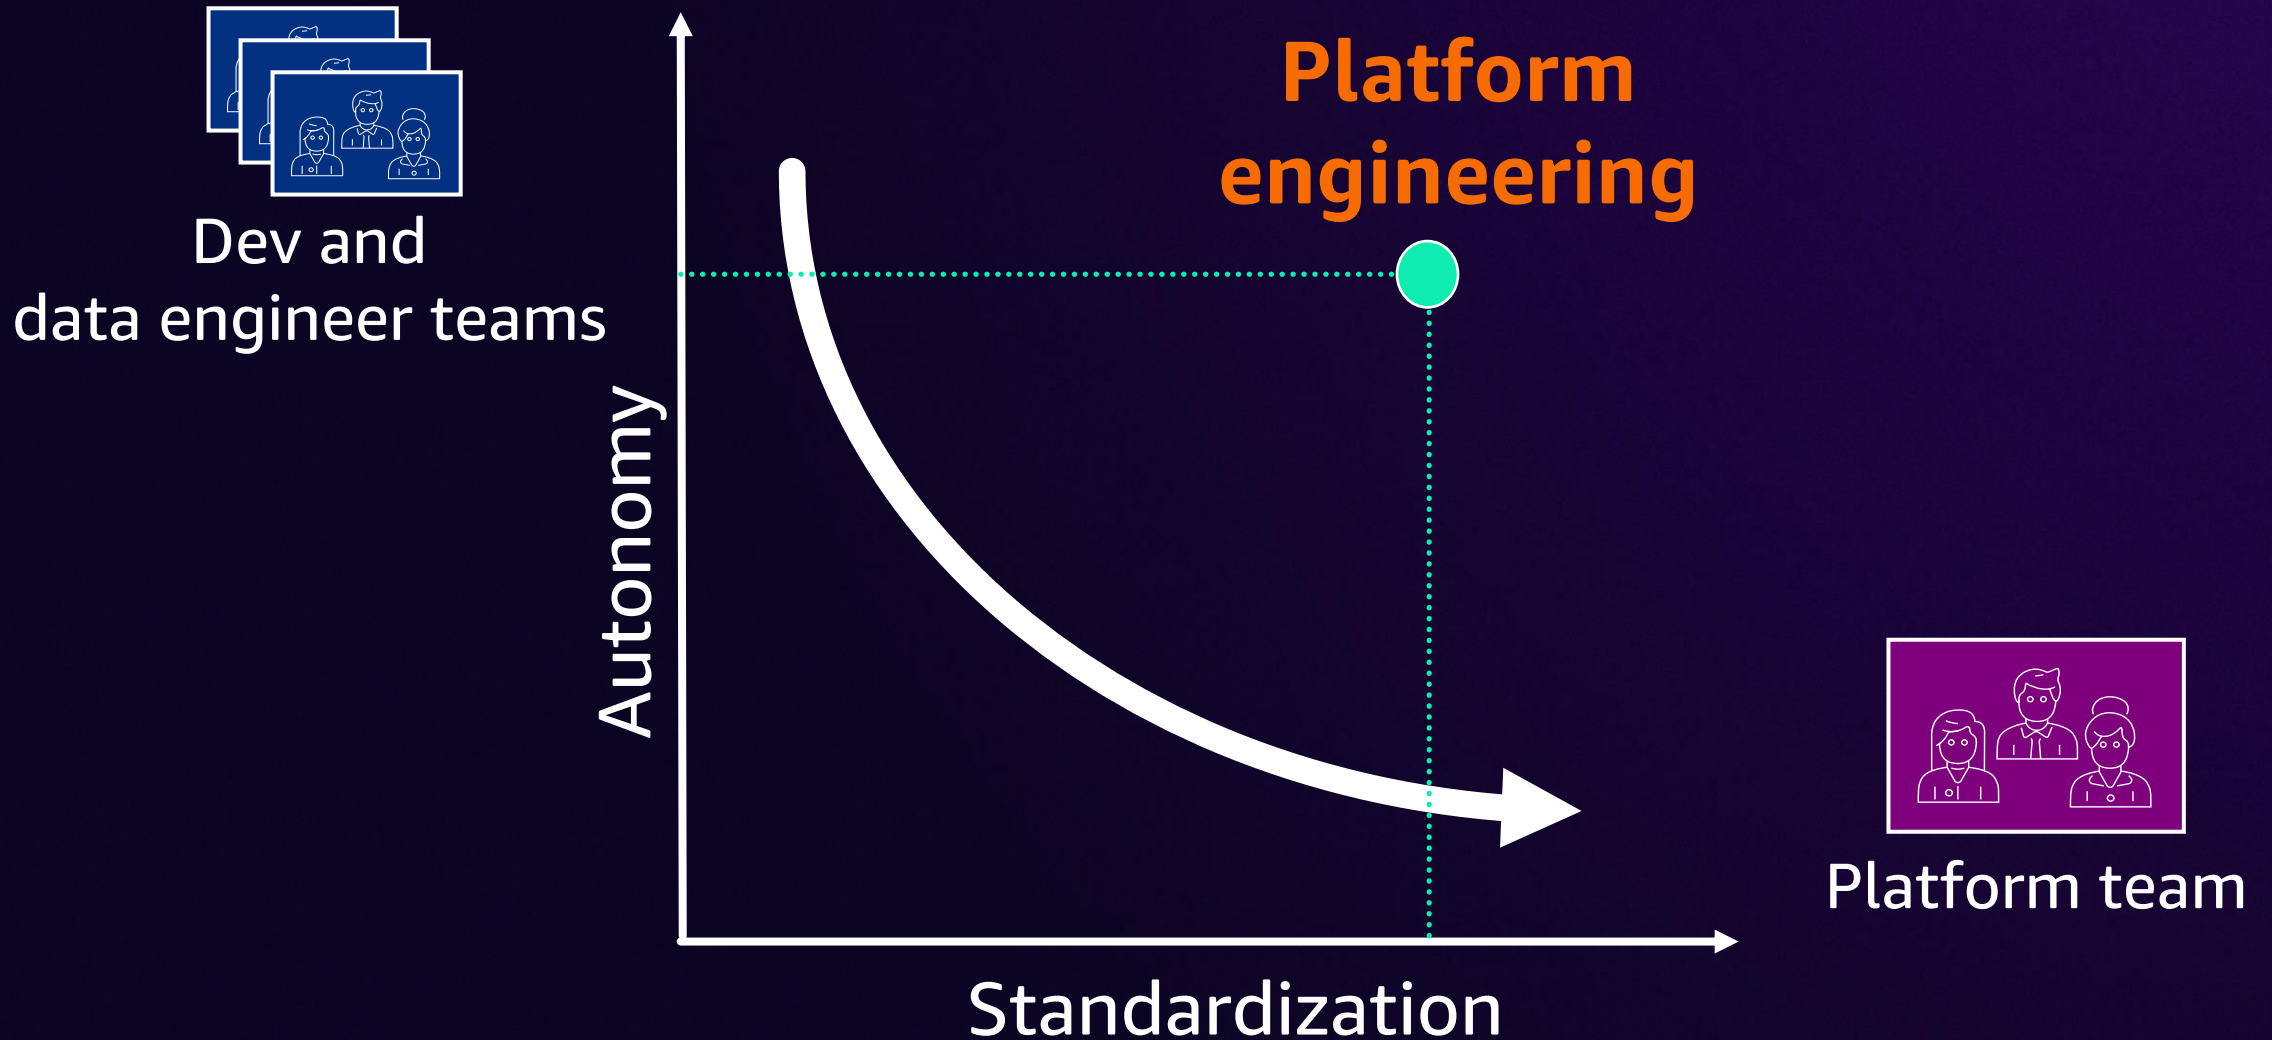 Platform
engineering
Dev and
data engineer teams
Autonomy
Platform team
Standardization